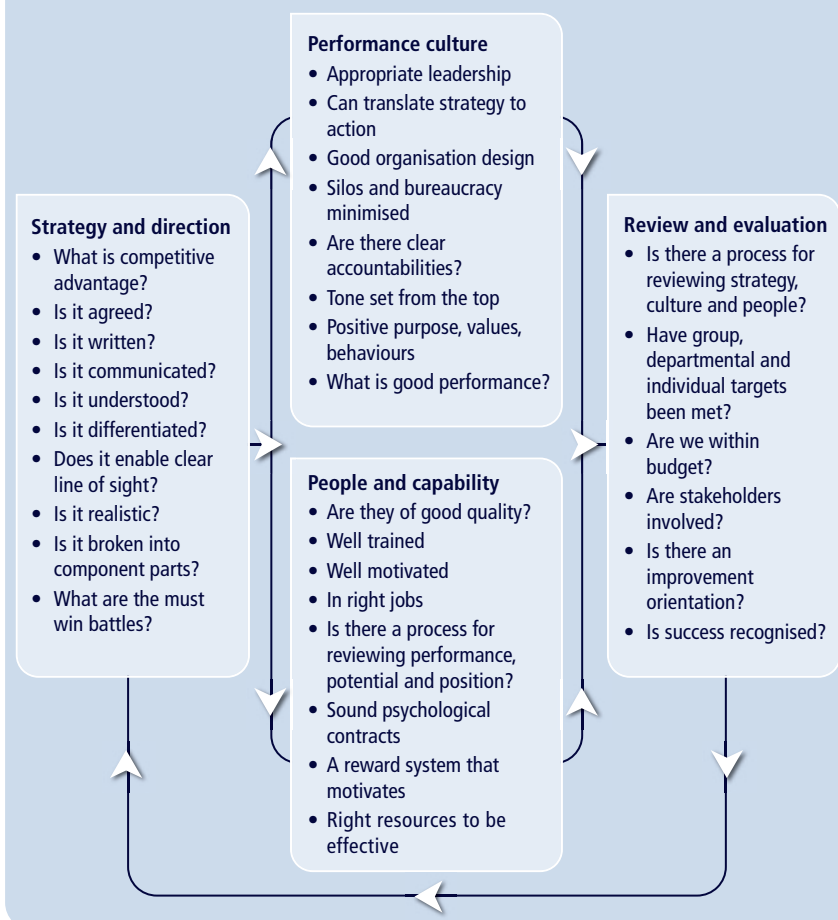 Performance culture
• Appropriate leadership
• Can translate strategy to
action
• Good organisation design
• Silos and bureaucracy
minimised
• Are there clear
accountabilities?
• Tone set from the top
• Positive purpose, values,
behaviours
• What is good performance?
Strategy and direction
• What is competitive
advantage?
• Is it agreed?
• Is it written?
• Is it communicated?
• Is it understood?
• Is it differentiated?
• Does it enable clear
line of sight?
• Is it realistic?
• Is it broken into
component parts?
• What are the must
win battles?
People and capability
• Are they of good quality?
• Well trained
• Well motivated
• In right jobs
• Is there a process for
reviewing performance,
potential and position?
• Sound psychological
contracts
• A reward system that
motivates
• Right resources to be
effective
Review and evaluation
• Is there a process for
reviewing strategy,
culture and people?
• Have group,
departmental and
individual targets
been met?
• Are we within
budget?
• Are stakeholders
involved?
• Is there an
improvement
orientation?
• Is success recognised?